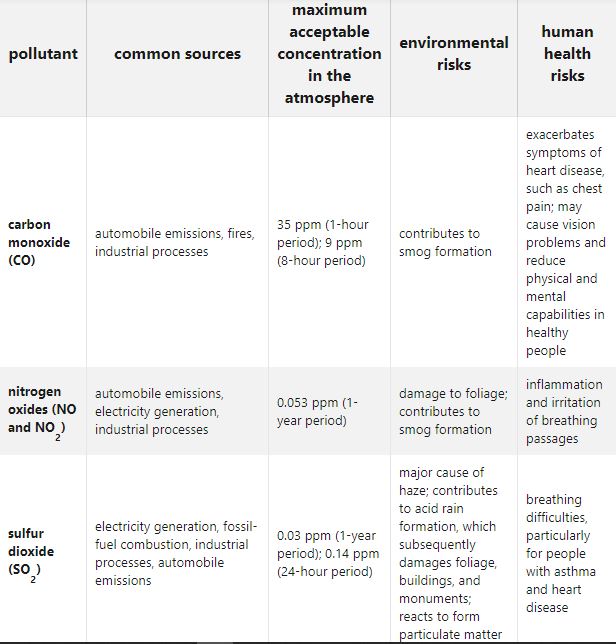 pollutant
common sources
maximum
acceptable
concentration
in the
atmosphere
environmental
risks
human
health
risks
carbon
monoxide
(CO)
automobile emissions, fires,
industrial processes
35 ppm (1-hour
period); 9 ppm
(8-hour period)
contributes to
smog formation
exacerbates
symptoms of
heart disease,
such as chest
pain; may
cause vision
problems and
reduce
physical and
mental
capabilities in
healthy
people
nitrogen
oxides (NO
and NO2)
automobile emissions,
electricity generation,
industrial processes
0.053 ppm (1-
year period)
damage to foliage;
contributes to
smog formation
inflammation
and irritation
of breathing
passages
sulfur
dioxide
(SO2)
electricity generation, fossil-
fuel combustion, industrial
processes, automobile
emissions
0.03 ppm (1-year
period); 0.14 ppm
(24-hour period)
major cause of
haze; contributes
to acid rain
formation, which
subsequently
damages foliage,
buildings, and
monuments;
reacts to form
particulate matter
breathing
difficulties,
particularly
for people
with asthma
and heart
disease